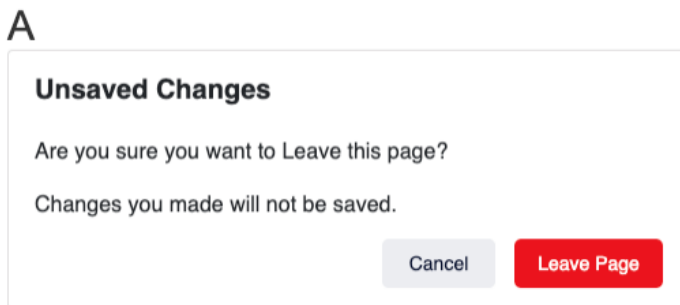 A
Unsaved Changes
Are you sure you want to Leave this page?
Changes you made will not be saved.
Cancel Leave Page